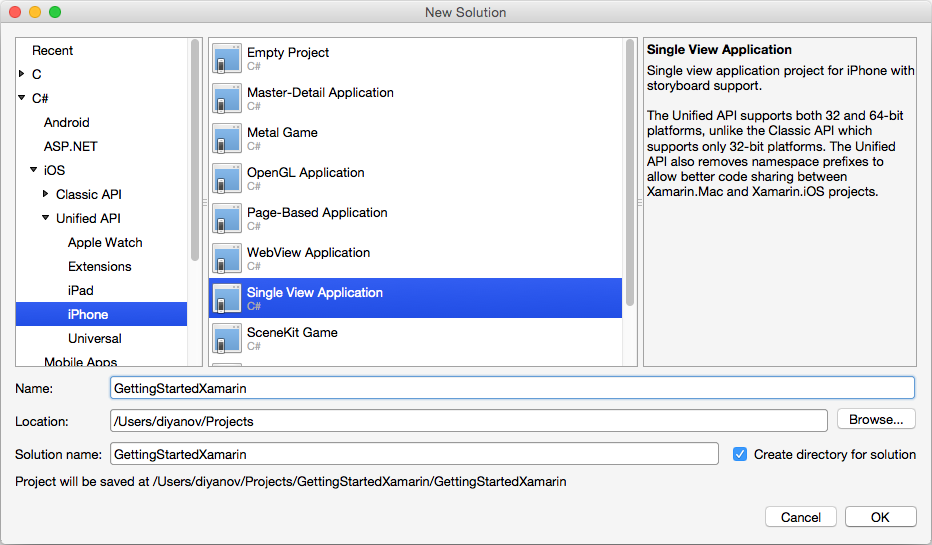 New Solution
Recent
C
C#
Android
ASP.NET
iOS
Classic API
Unified API
Apple Watch
Extensions
iPad
iPhone
Universal
Mobile Apps
Empty Project
C#
Master-Detail Application
C#
Metal Game
C#
OpenGL Application
C#
Page-Based Application
C#
WebView Application
C#
Single View Application
C#
SceneKit Game
C#
Single View Application
Single view application project for iPhone with
storyboard support.
The Unified API supports both 32 and 64-bit
platforms, unlike the Classic API which
supports only 32-bit platforms. The Unified
API also removes namespace prefixes to
allow better code sharing between
Xamarin.Mac and Xamarin.iOS projects.
Name: GettingStartedXamarin
Location: /Users/diyanov/Projects Browse...
Solution name: GettingStartedXamarin Create directory for solution
Project will be saved at /Users/diyanov/Projects/GettingStartedXamarin/GettingStartedXamarin
Cancel OK